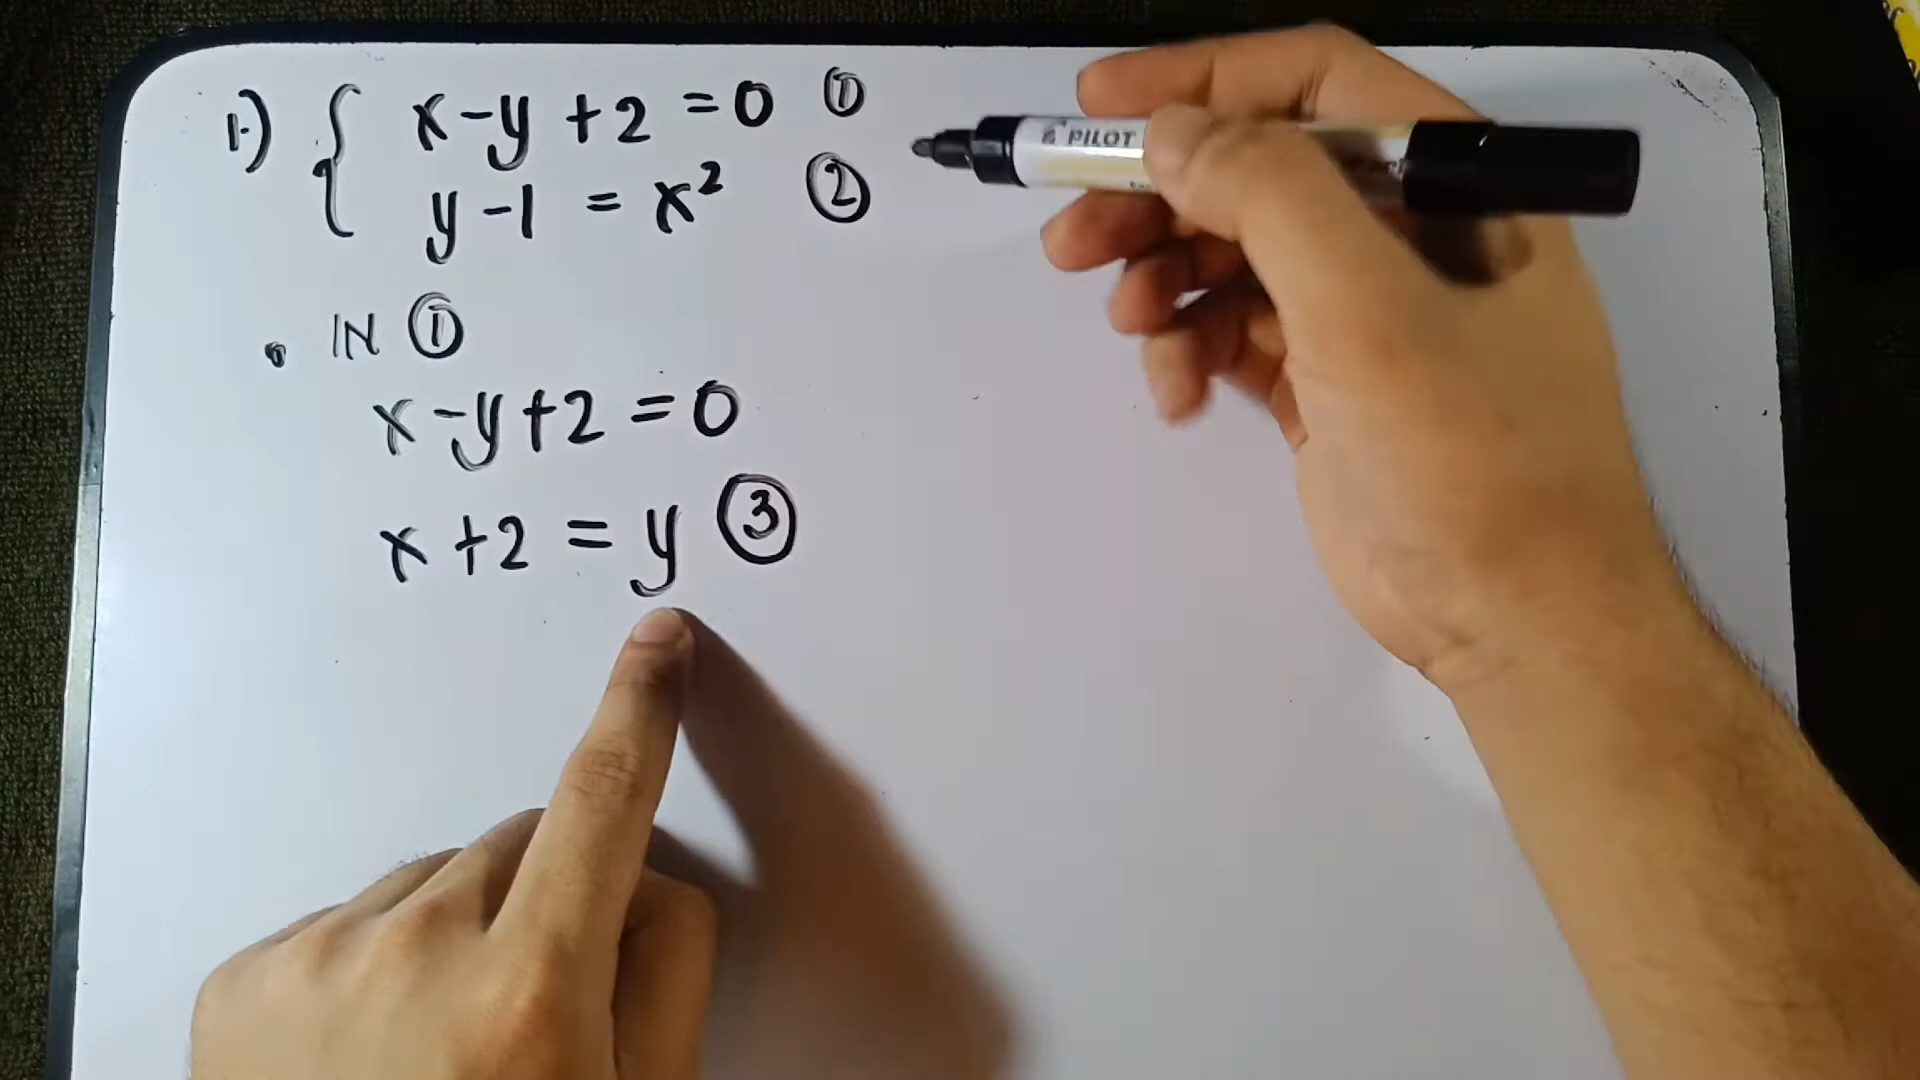 1.) { x - y + 2 = 0 ①
y - 1 = x² ②
• IN ①
x - y + 2 = 0
x + 2 = y ③
PILOT